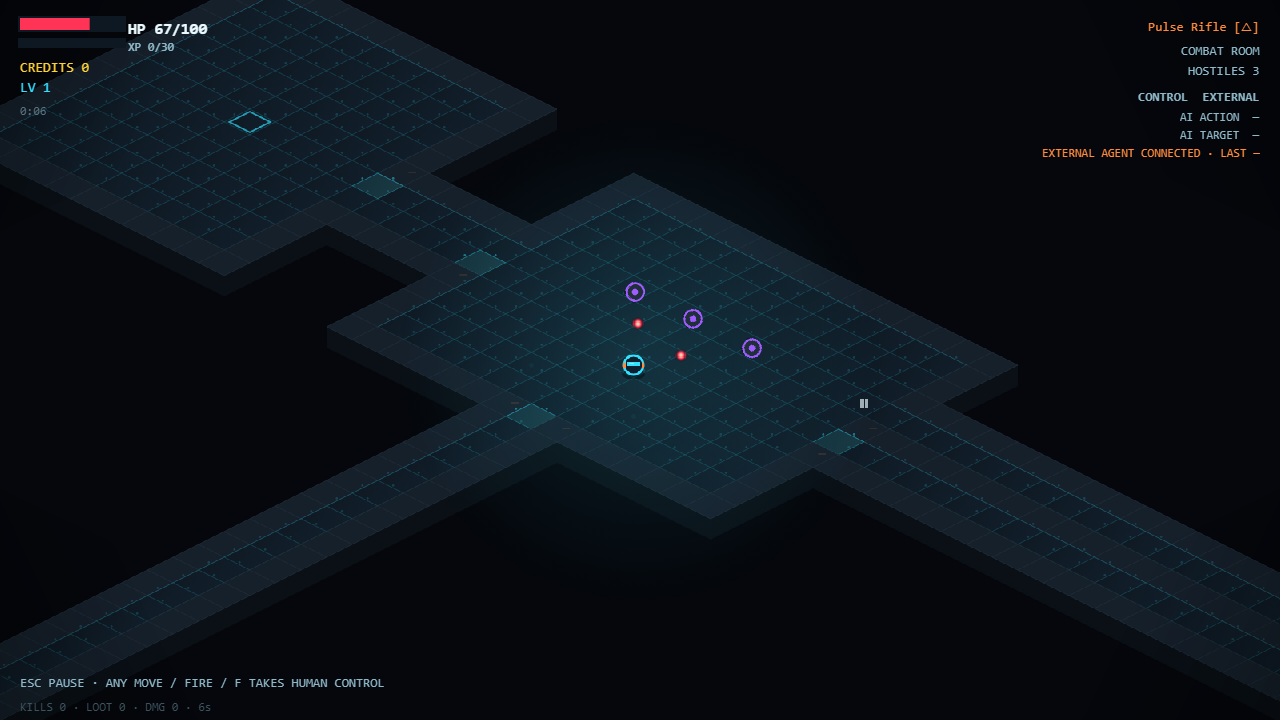 HP 67/100
XP 0/30
CREDITS 0
LV 1
0:06
Pulse Rifle [△]
COMBAT ROOM
HOSTILES 3
CONTROL EXTERNAL
AI ACTION —
AI TARGET —
EXTERNAL AGENT CONNECTED · LAST —
ESC PAUSE · ANY MOVE / FIRE / F TAKES HUMAN CONTROL
KILLS 0 · LOOT 0 · DMG 0 · 6s